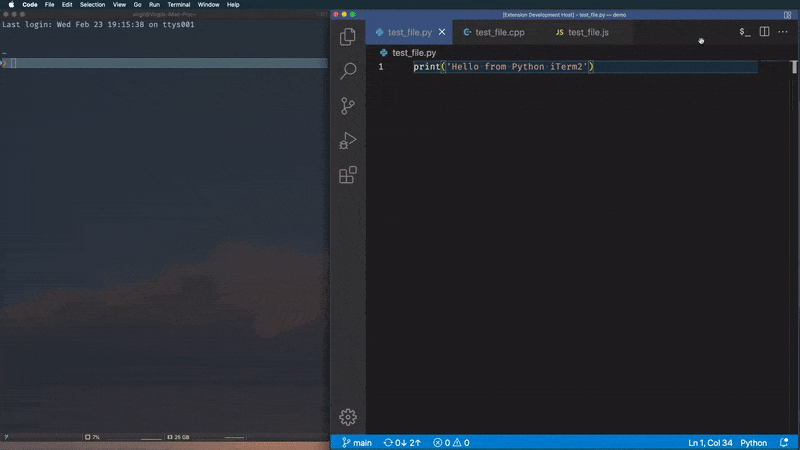 Code File Edit Selection View Go Run Terminal Window Help
Last login: Wed Feb 23 19:15:38 on ttys001
7%
25 GB
[Extension Development Host] — test_file.py — demo
test_file.py
test_file.cpp
JS test_file.js
$_
test_file.py
1 print('Hello from Python iTerm2')
main 0↓ 2↑ 0 0 Ln 1, Col 34 Python